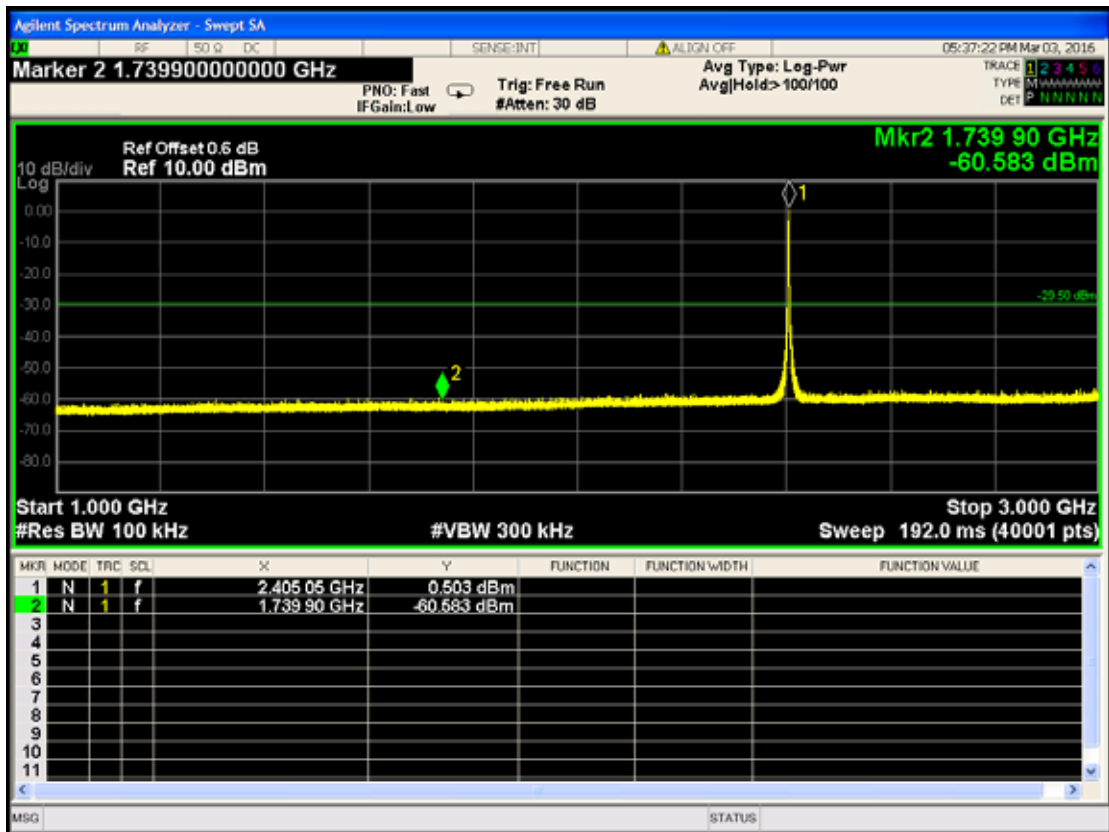 Agilent Spectrum Analyzer - Swept SA
LXI RF 50 Ω DC SENSE:INT ALIGN OFF 05:37:22 PM Mar 03, 2016
Marker 2 1.739900000000 GHz
PNO: Fast
IFGain:Low
Trig: Free Run
#Atten: 30 dB
Avg Type: Log-Pwr
Avg|Hold:>100/100
TRACE 1 2 3 4 5 6
TYPE M
DET P N N N N N
Mkr2 1.739 90 GHz
-60.583 dBm
Ref Offset 0.6 dB
10 dB/div Ref 10.00 dBm
Log
1
0.00
-10.0
-20.0
-29.50 dBm
-30.0
-40.0
-50.0
2
-60.0
-70.0
-80.0
Start 1.000 GHz Stop 3.000 GHz
#Res BW 100 kHz #VBW 300 kHz Sweep 192.0 ms (40001 pts)
MKR MODE TRC SCL X Y FUNCTION FUNCTION WIDTH FUNCTION VALUE
1 N 1 f 2.405 05 GHz 0.503 dBm
2 N 1 f 1.739 90 GHz -60.583 dBm
3
4
5
6
7
8
9
10
11
MSG STATUS